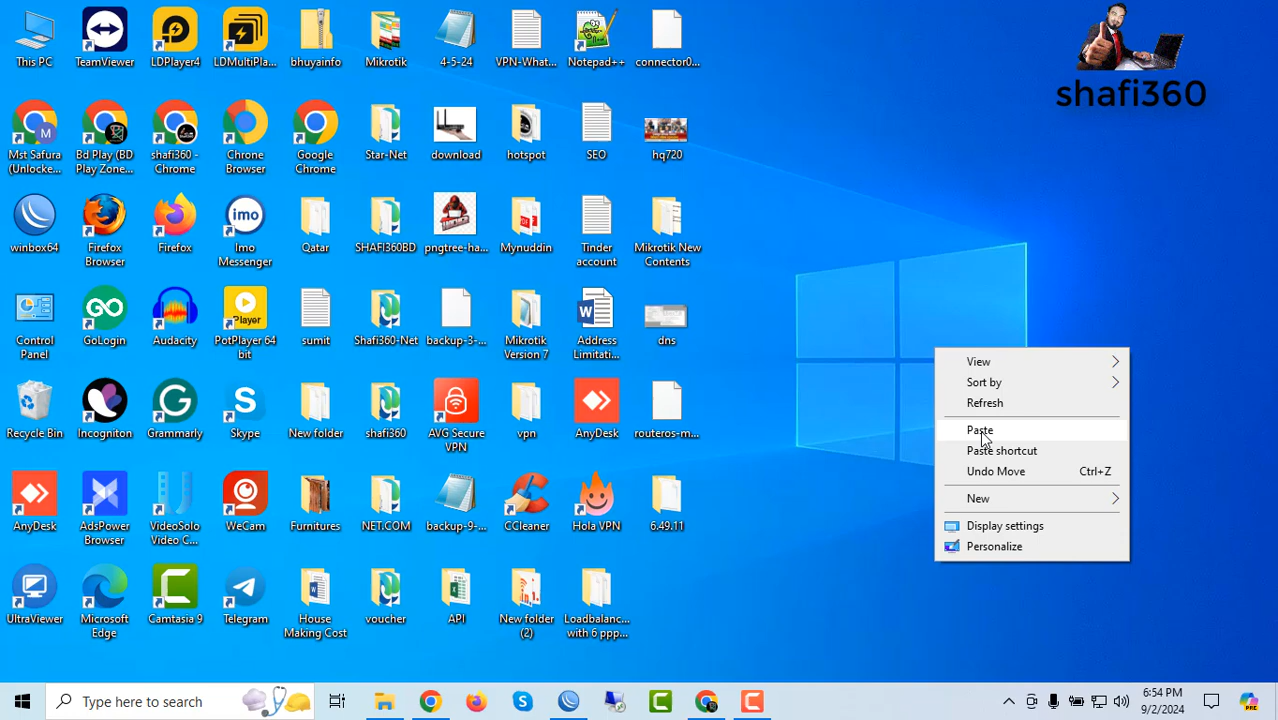 shafi360
This PC
TeamViewer
LDPlayer4
LDMultiPla...
bhuyainfo
Mikrotik
4-5-24
VPN-What...
Notepad++
connector0...
Mst Safura
(Unlocke...
Bd Play (BD
Play Zone...
shafi360 -
Chrome
Chrome
Browser
Google
Chrome
Star-Net
download
hotspot
SEO
hq720
winbox64
Firefox
Browser
Firefox
Imo
Messenger
Qatar
SHAFI360BD
pngtree-ha...
Mynuddin
Tinder
account
Mikrotik New
Contents
Control
Panel
GoLogin
Audacity
Player
PotPlayer 64
bit
sumit
Shafi360-Net
backup-3-...
Mikrotik
Version 7
Address
Limitati...
dns
Recycle Bin
Incogniton
Grammarly
Skype
New folder
shafi360
AVG Secure
VPN
vpn
AnyDesk
routeros-m...
AnyDesk
AdsPower
Browser
VideoSolo
Video C...
WeCam
Furnitures
NET.COM
backup-9-...
CCleaner
Hola VPN
6.49.11
UltraViewer
Microsoft
Edge
Camtasia 9
Telegram
House
Making Cost
voucher
API
New folder
(2)
Loadbalanc...
with 6 ppp...
View
Sort by
Refresh
Paste
Paste shortcut
Undo Move Ctrl+Z
New
Display settings
Personalize
Type here to search
6:54 PM
9/2/2024
PRE